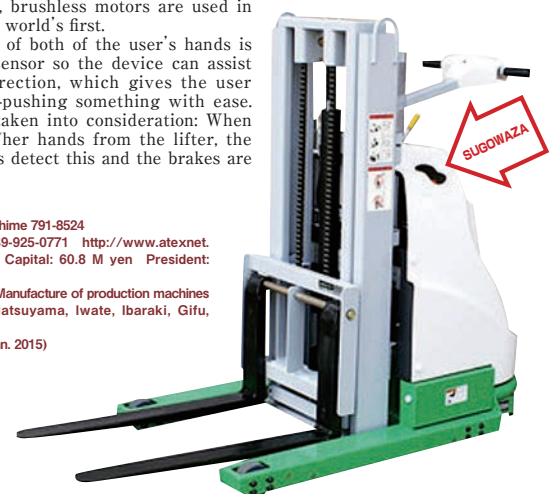 , brushless motors are used in
world's first.
of both of the user's hands is
ensor so the device can assist
rection, which gives the user
-pushing something with ease.
taken into consideration: When
/her hands from the lifter, the
s detect this and the brakes are
hime 791-8524
9-925-0771 http://www.atexnet.
Capital: 60.8 M yen President:
Manufacture of production machines
atsuyama, Iwate, Ibaraki, Gifu,
n. 2015)
SUGOWAZA